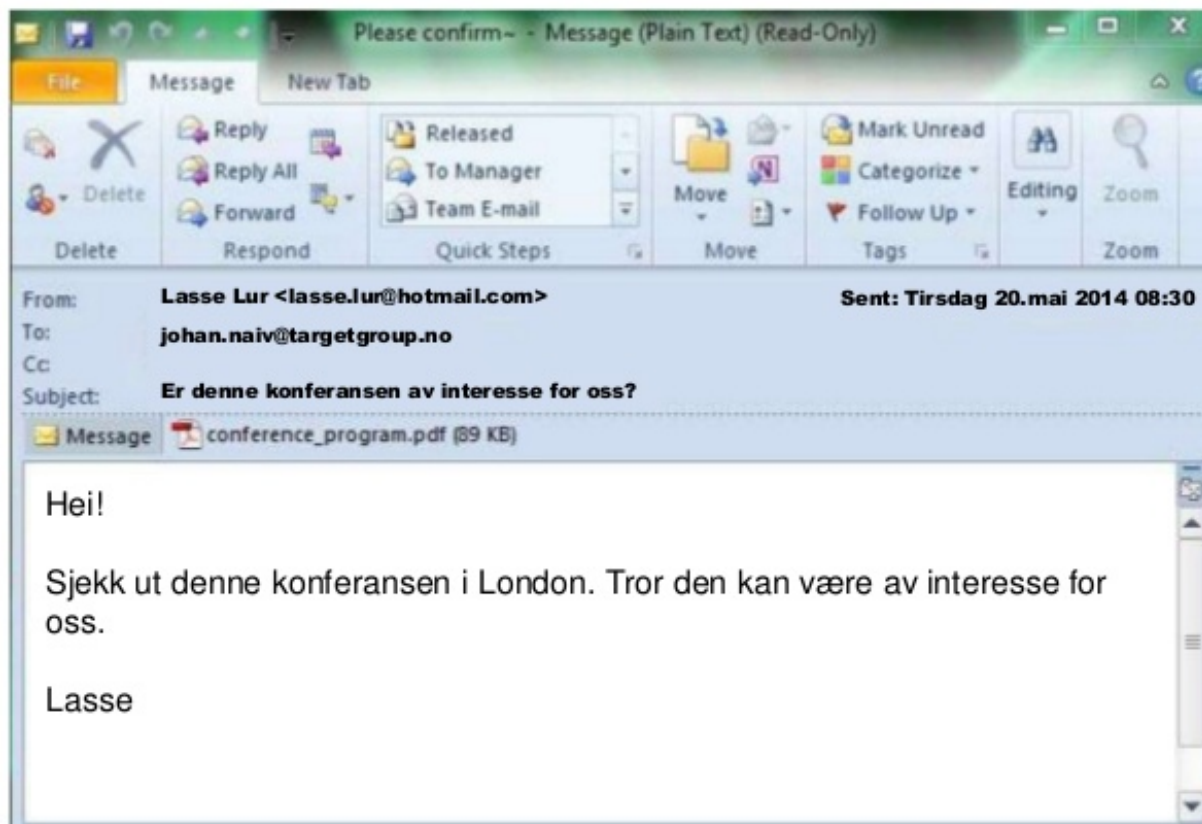 Please confirm~ - Message (Plain Text) (Read-Only)
File Message New Tab
Delete
Reply
Reply All
Forward
Released
To Manager
Team E-mail
Move
Mark Unread
Categorize
Follow Up
Editing
Zoom
Delete Respond Quick Steps Move Tags Zoom
From: Lasse Lur <lasse.lur@hotmail.com> Sent: Tirsdag 20.mai 2014 08:30
To: johan.naiv@targetgroup.no
Cc:
Subject: Er denne konferansen av interesse for oss?
Message conference_program.pdf (89 KB)
Hei!
Sjekk ut denne konferansen i London. Tror den kan være av interesse for
oss.
Lasse